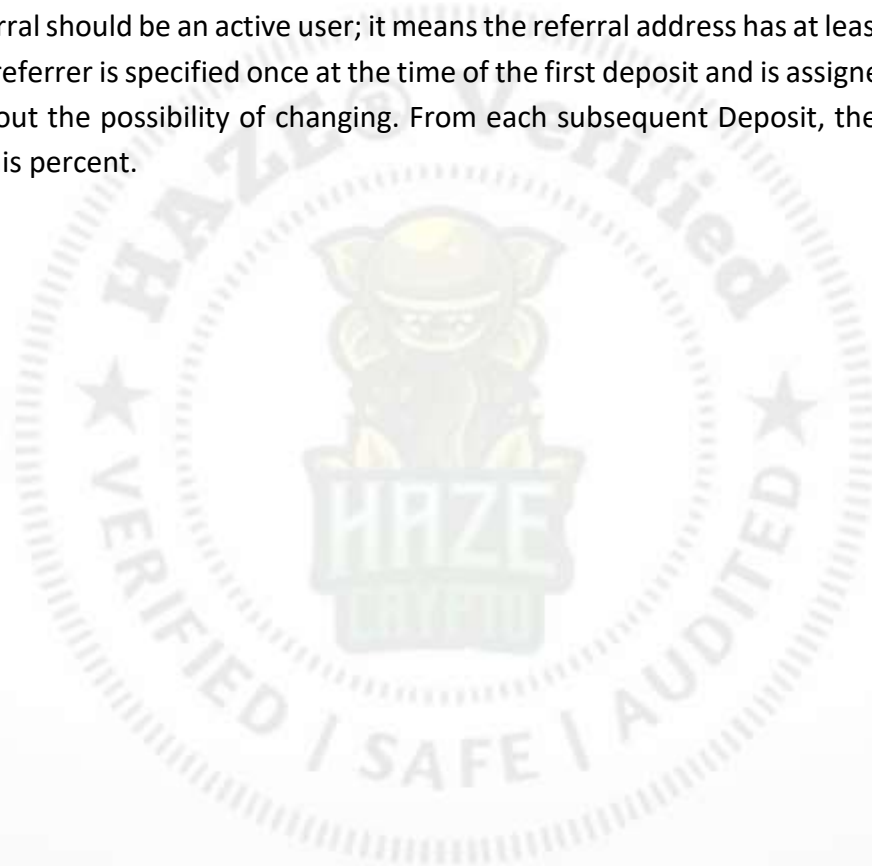 rral should be an active user; it means the referral address has at leas
referrer is specified once at the time of the first deposit and is assigne
out the possibility of changing. From each subsequent Deposit, the
is percent.
HAZE® Verified
HAZE
CRYPTO
VERIFIED | SAFE | AUDITED